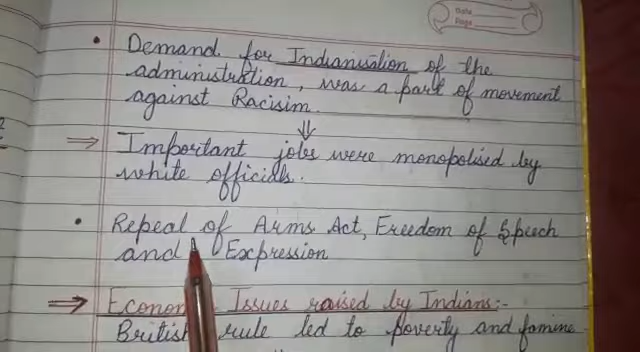 Date
Page
• Demand for Indianisation of the
administration, was a part of movement
against Racisim.
⇓
⇒ Important jobs were monopolised by
white officials.
• Repeal of Arms Act, Freedom of Speech
and Expression
⇒ Economic Issues raised by Indians:-
British rule led to poverty and famine